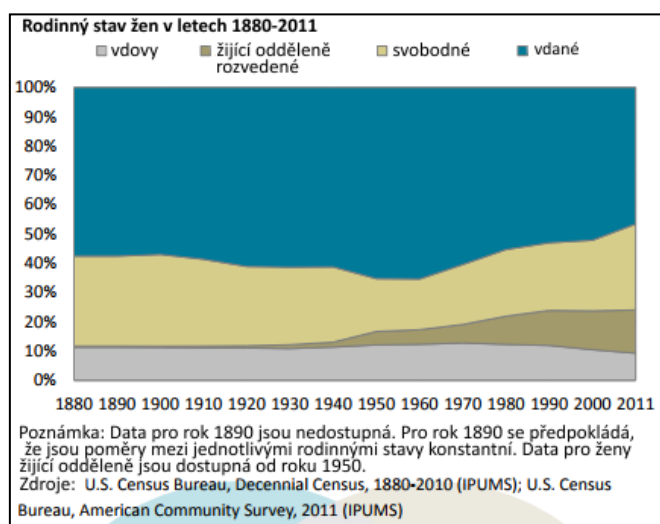 Rodinný stav žen v letech 1880-2011
vdovy žijící odděleně svobodné vdané
rozvedené
100%
90%
80%
70%
60%
50%
40%
30%
20%
10%
0%
1880 1890 1900 1910 1920 1930 1940 1950 1960 1970 1980 1990 2000 2011
Poznámka: Data pro rok 1890 jsou nedostupná. Pro rok 1890 se předpokládá,
že jsou poměry mezi jednotlivými rodinnými stavy konstantní. Data pro ženy
žijící odděleně jsou dostupná od roku 1950.
Zdroje: U.S. Census Bureau, Decennial Census, 1880-2010 (IPUMS); U.S. Census
Bureau, American Community Survey, 2011 (IPUMS)